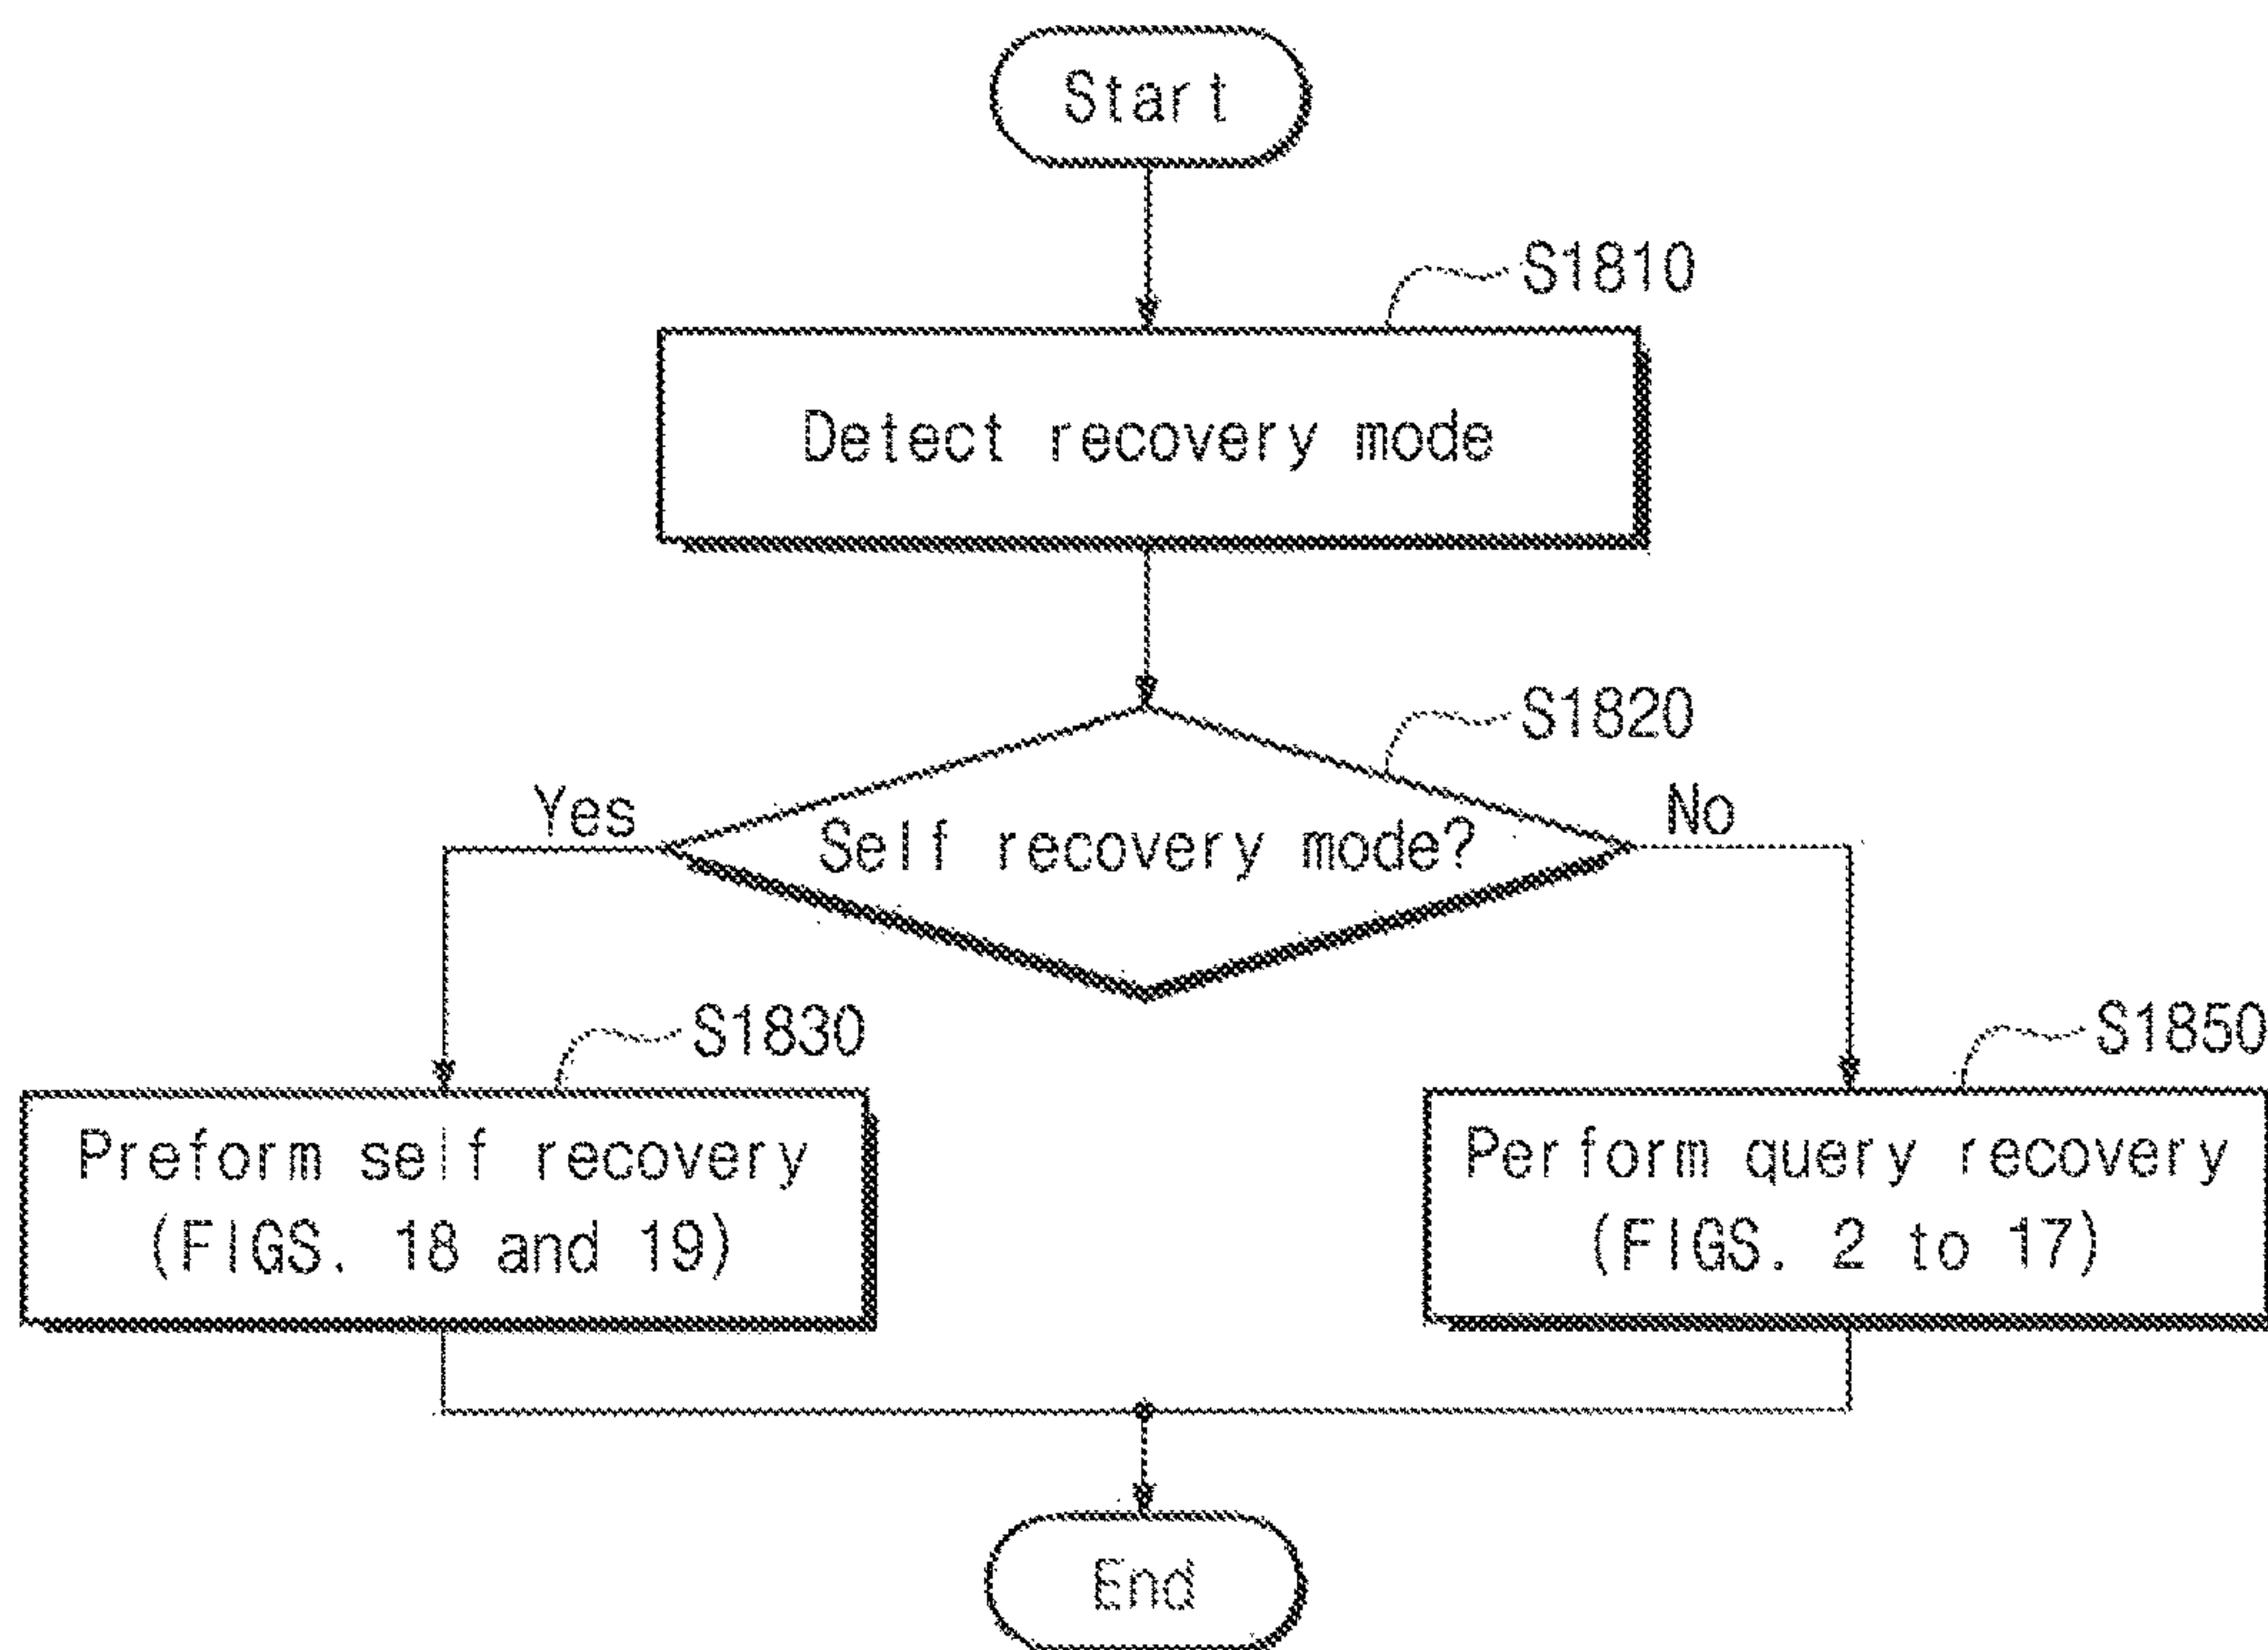 Start
S1810
Detect recovery mode
S1820
Yes
No
Self recovery mode?
S1830
S1850
Preform self recovery
(FIGS. 18 and 19)
Perform query recovery
(FIGS. 2 to 17)
End